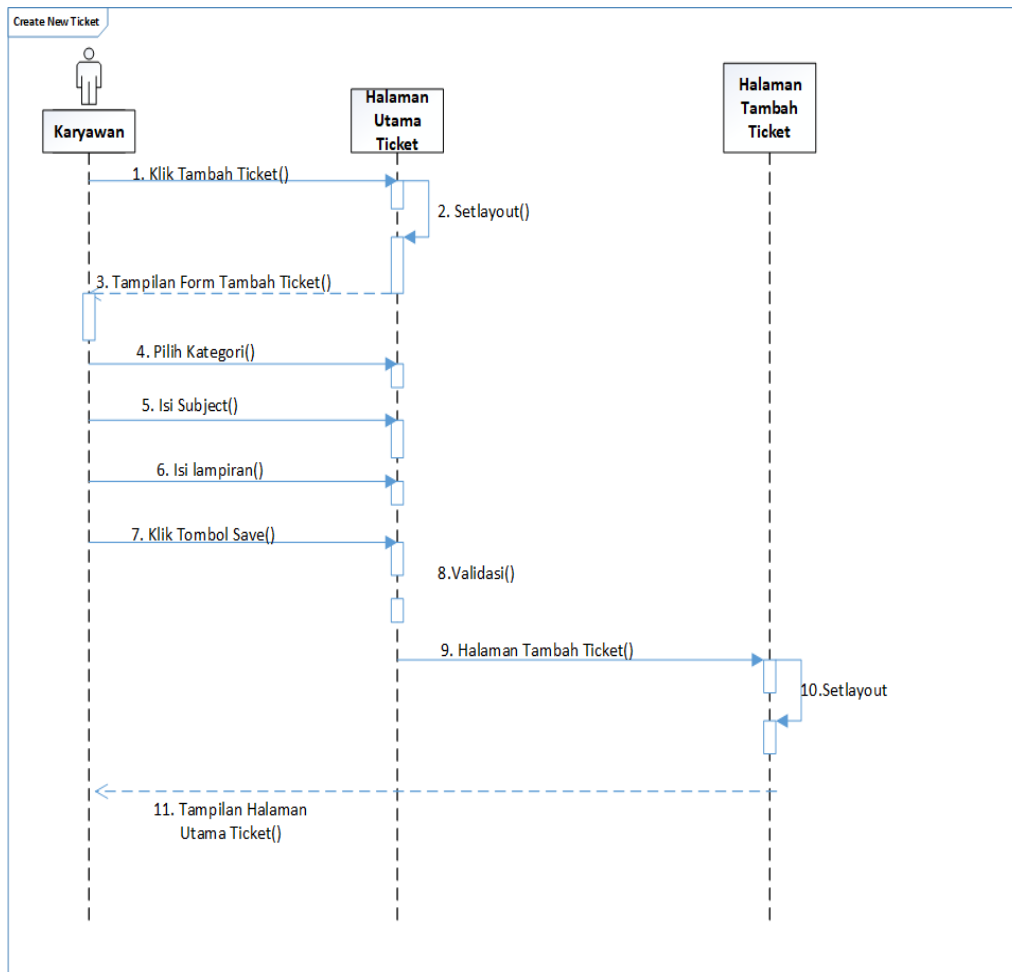 Create New Ticket
Karyawan
Halaman
Utama
Ticket
Halaman
Tambah
Ticket
1. Klik Tambah Ticket()
2. Setlayout()
3. Tampilan Form Tambah Ticket()
4. Pilih Kategori()
5. Isi Subject()
6. Isi lampiran()
7. Klik Tombol Save()
8.Validasi()
9. Halaman Tambah Ticket()
10.Setlayout
11. Tampilan Halaman
Utama Ticket()